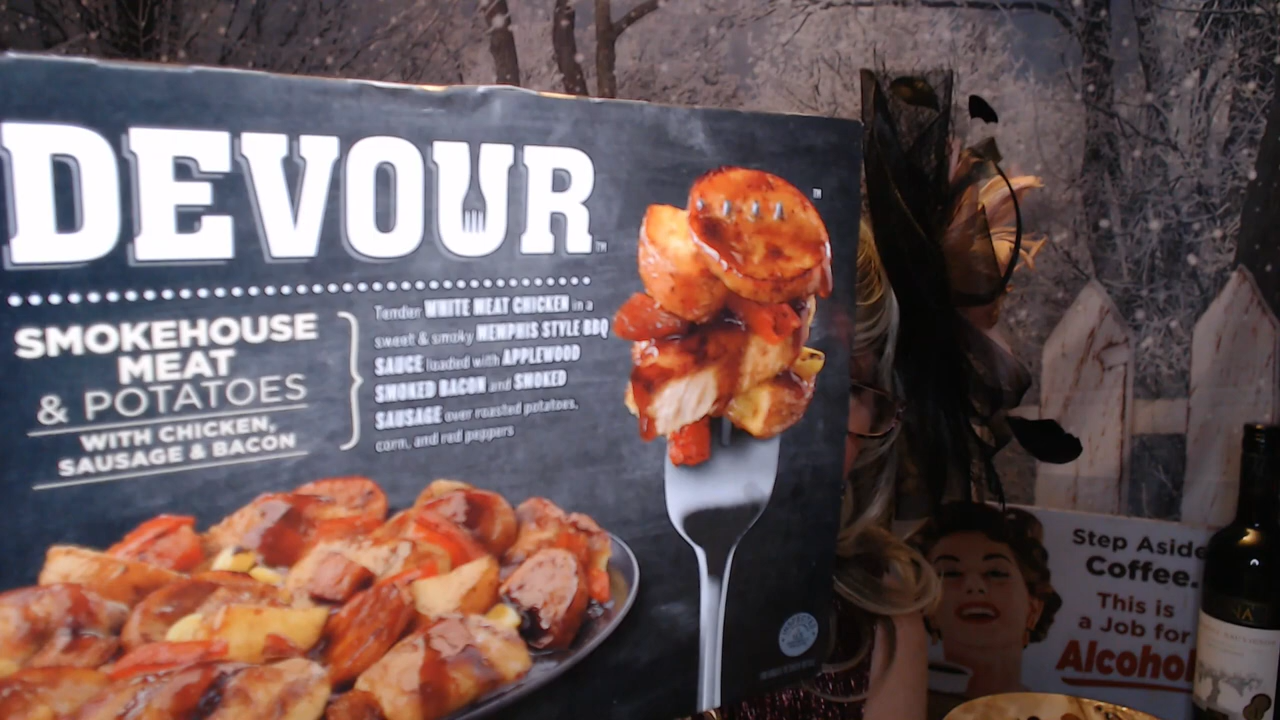 DEVOUR™
™
SMOKEHOUSE
MEAT
& POTATOES
WITH CHICKEN,
SAUSAGE & BACON
Tender WHITE MEAT CHICKEN in a
sweet & smoky MEMPHIS STYLE BBQ
SAUCE loaded with APPLEWOOD
SMOKED BACON and SMOKED
SAUSAGE over roasted potatoes,
corn, and red peppers
Step Aside
Coffee.
This is
a Job for
Alcohol